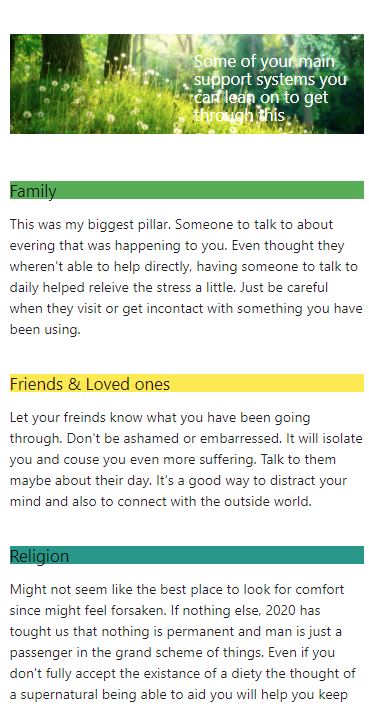 Some of your main
support systems you
can lean on to get
through this
Family
This was my biggest pillar. Someone to talk to about
evering that was happening to you. Even thought they
wheren't able to help directly, having someone to talk to
daily helped releive the stress a little. Just be careful
when they visit or get incontact with something you have
been using.
Friends & Loved ones
Let your freinds know what you have been going
through. Don't be ashamed or embarressed. It will isolate
you and couse you even more suffering. Talk to them
maybe about their day. It's a good way to distract your
mind and also to connect with the outside world.
Religion
Might not seem like the best place to look for comfort
since might feel forsaken. If nothing else, 2020 has
tought us that nothing is permanent and man is just a
passenger in the grand scheme of things. Even if you
don't fully accept the existance of a diety the thought of
a supernatural being able to aid you will help you keep